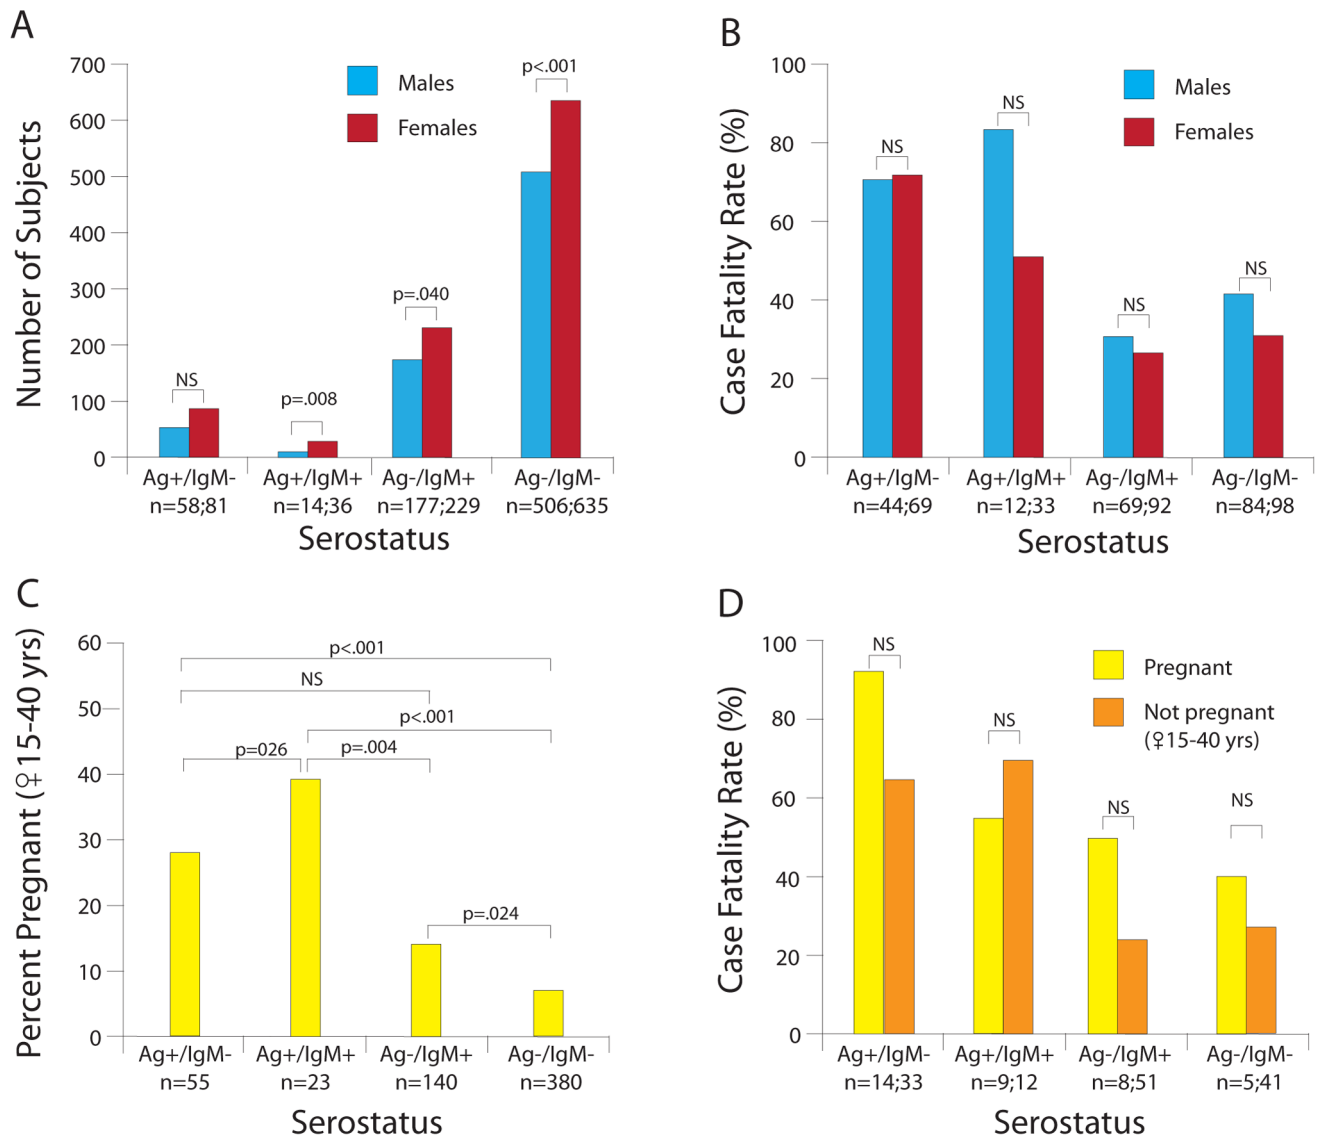 A
Number of Subjects
700
600
500
400
300
200
100
0
Males
Females
NS
p=.008
p=.040
p<.001
Ag+/IgM-
Ag+/IgM+
Ag-/IgM+
Ag-/IgM-
n=58;81
n=14;36
n=177;229
n=506;635
Serostatus
B
Case Fatality Rate (%)
100
80
60
40
20
0
Males
Females
NS
NS
NS
NS
Ag+/IgM-
Ag+/IgM+
Ag-/IgM+
Ag-/IgM-
n=44;69
n=12;33
n=69;92
n=84;98
Serostatus
C
Percent Pregnant (♀15-40 yrs)
60
50
40
30
20
10
0
p<.001
NS
p<.001
p=026
p=.004
p=.024
Ag+/IgM-
Ag+/IgM+
Ag-/IgM+
Ag-/IgM-
n=55
n=23
n=140
n=380
Serostatus
D
Case Fatality Rate (%)
100
80
60
40
20
0
Pregnant
Not pregnant
(♀15-40 yrs)
NS
NS
NS
NS
Ag+/IgM-
Ag+/IgM+
Ag-/IgM+
Ag-/IgM-
n=14;33
n=9;12
n=8;51
n=5;41
Serostatus